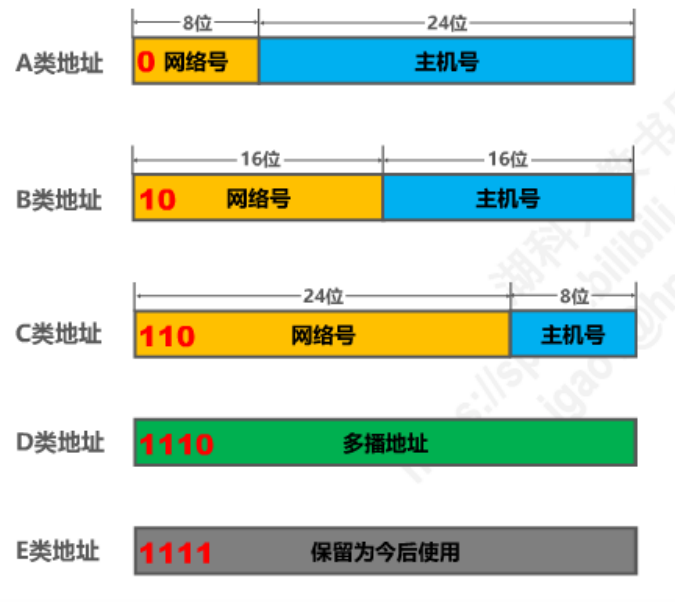 8位 24位
A类地址 0 网络号 主机号
16位 16位
B类地址 10 网络号 主机号
24位 8位
C类地址 110 网络号 主机号
D类地址 1110 多播地址
E类地址 1111 保留为今后使用